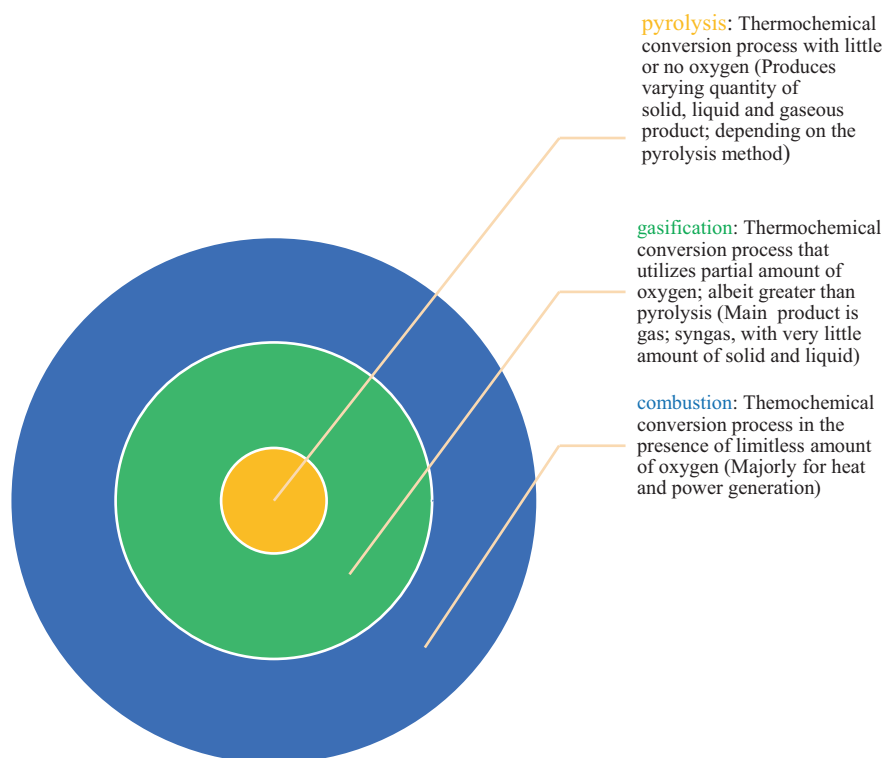 pyrolysis: Thermochemical
conversion process with little
or no oxygen (Produces
varying quantity of
solid, liquid and gaseous
product; depending on the
pyrolysis method)
gasification: Thermochemical
conversion process that
utilizes partial amount of
oxygen; albeit greater than
pyrolysis (Main product is
gas; syngas, with very little
amount of solid and liquid)
combustion: Themochemical
conversion process in the
presence of limitless amount
of oxygen (Majorly for heat
and power generation)